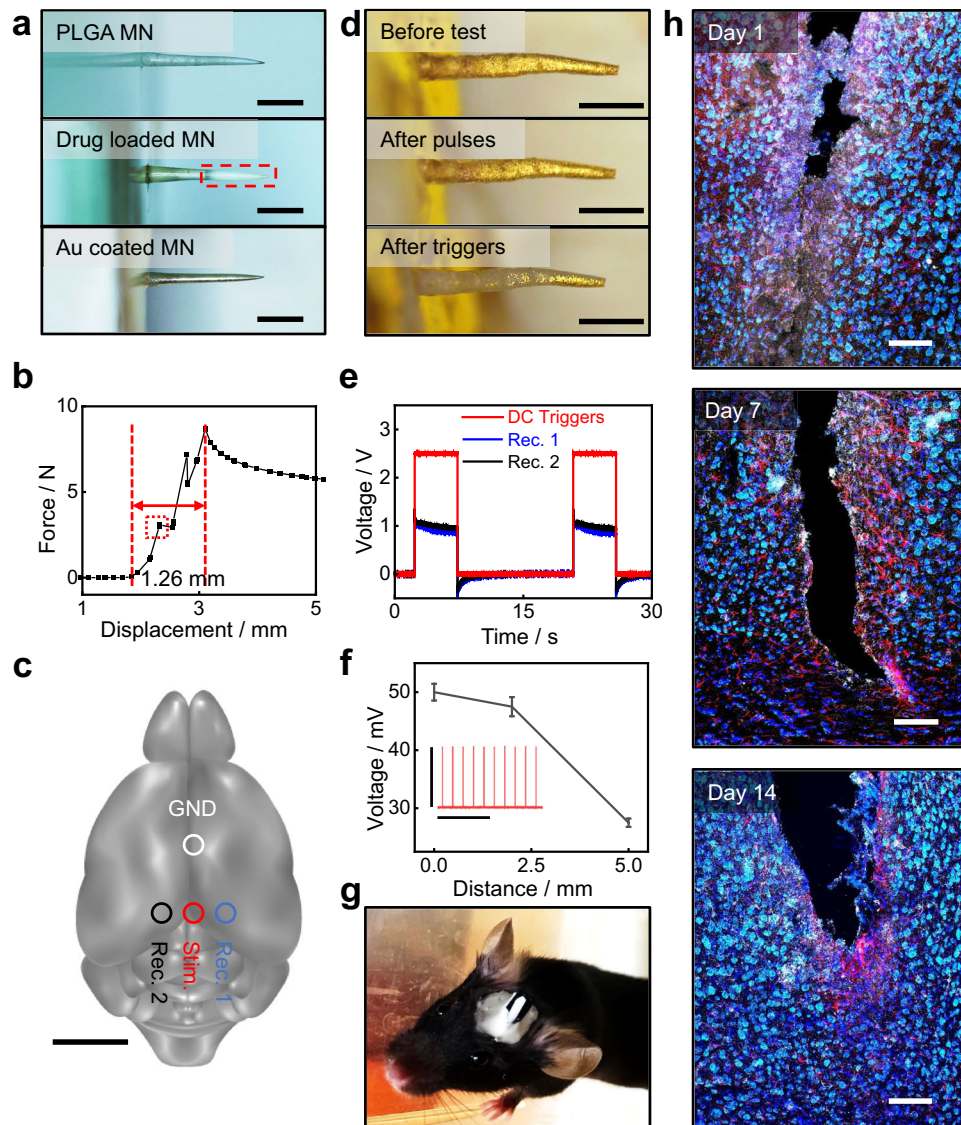 a
PLGA MN
Drug loaded MN
Au coated MN
d
Before test
After pulses
After triggers
h
Day 1
Day 7
Day 14
b
10
5
0
Force / N
1.26 mm
1
3
5
Displacement / mm
e
DC Triggers
Rec. 1
Rec. 2
3
2
1
0
Voltage / V
0
15
30
Time / s
c
GND
Rec. 2
Stim.
Rec. 1
f
50
40
30
Voltage / mV
0.0
2.5
5.0
Distance / mm
g